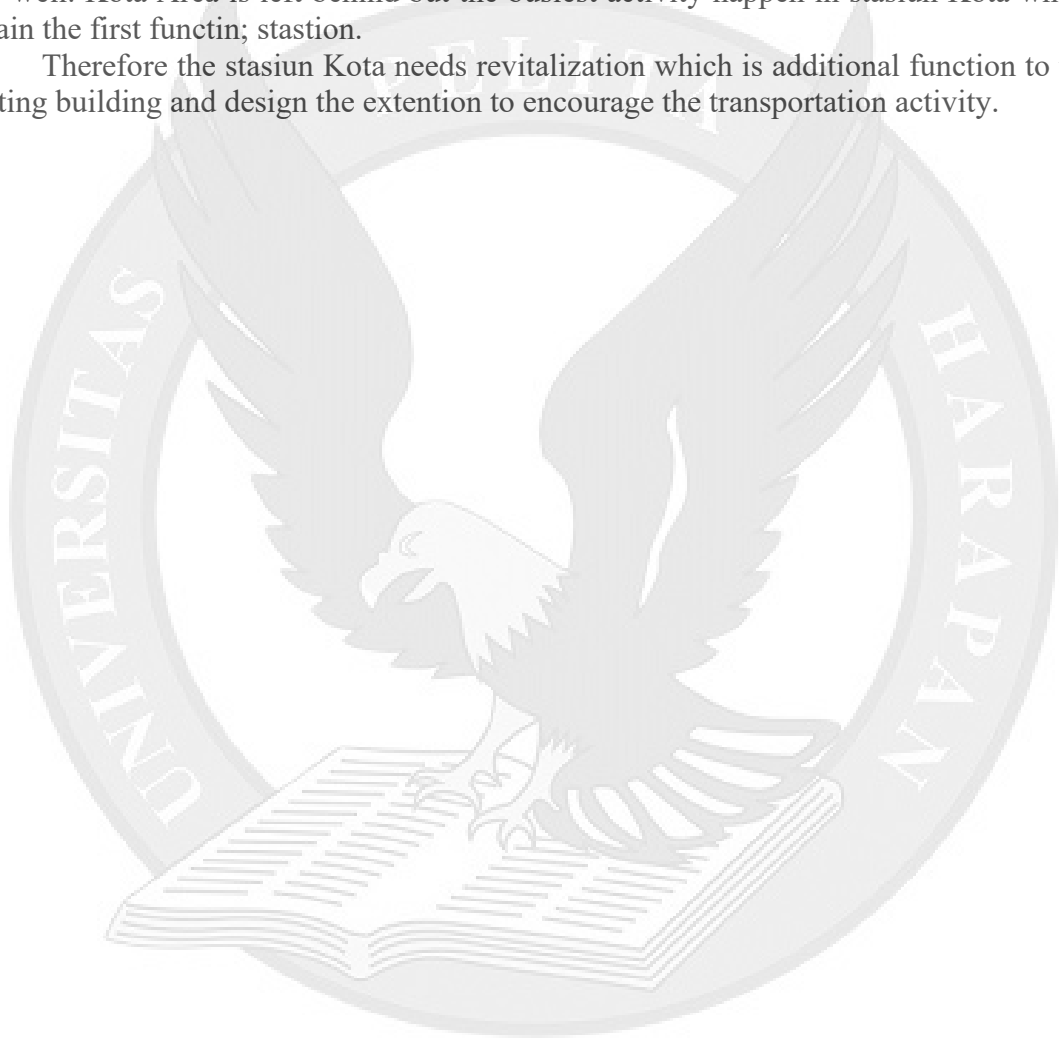 well. Kota Area is left behind but the busiest activity happen in stasiun Kota
ain the first functin; stastion.
Therefore the stasiun Kota needs revitalization which is additional function to
ting building and design the extention to encourage the transportation activity.
PELITA
UNIVERSITAS
HARAPAN